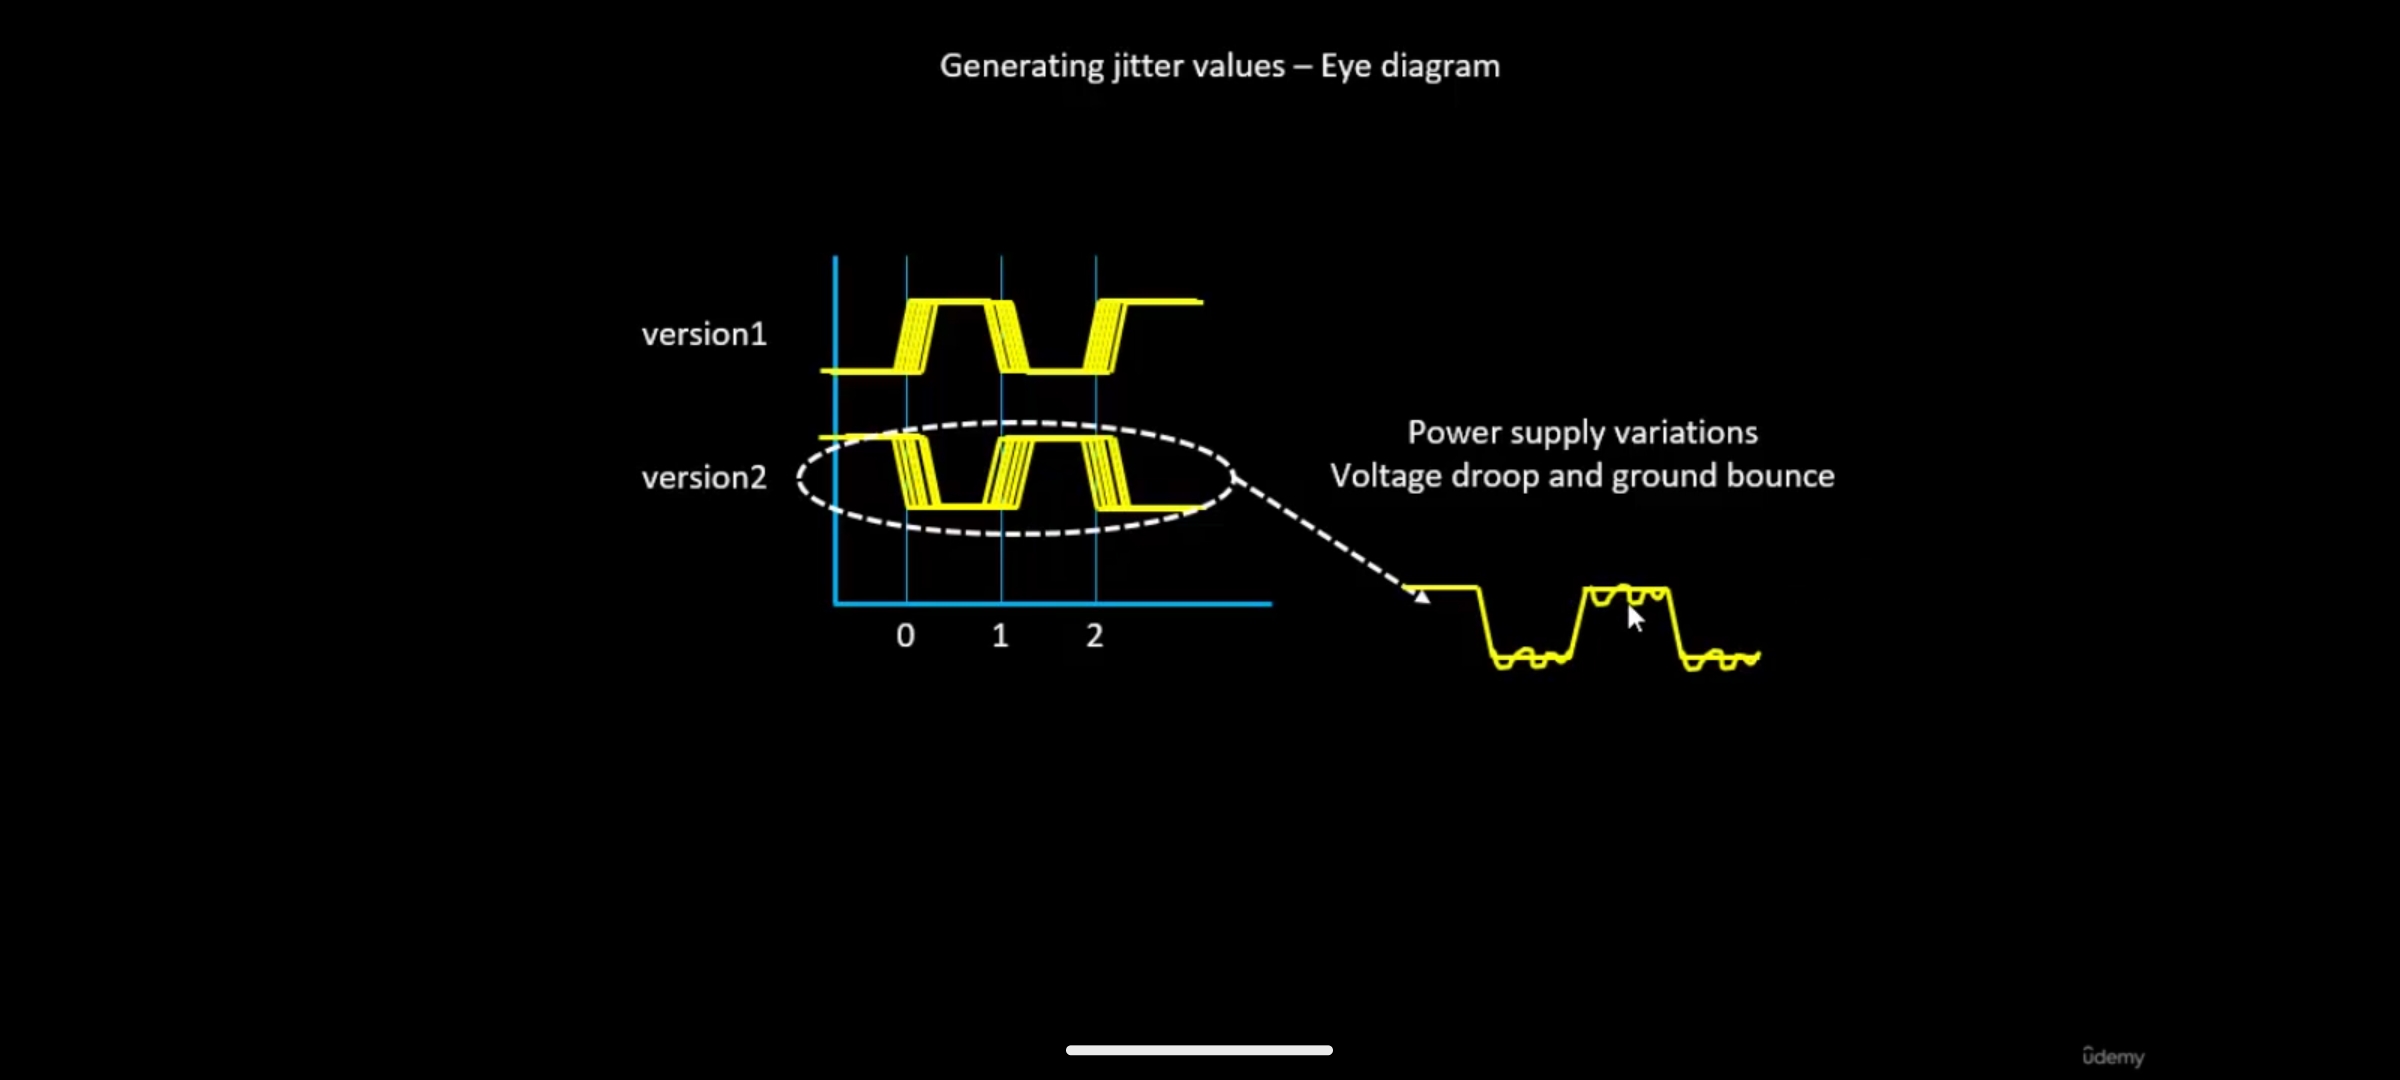 Generating jitter values – Eye diagram
version1
Power supply variations
Voltage droop and ground bounce
version2
0 1 2
ûdemy